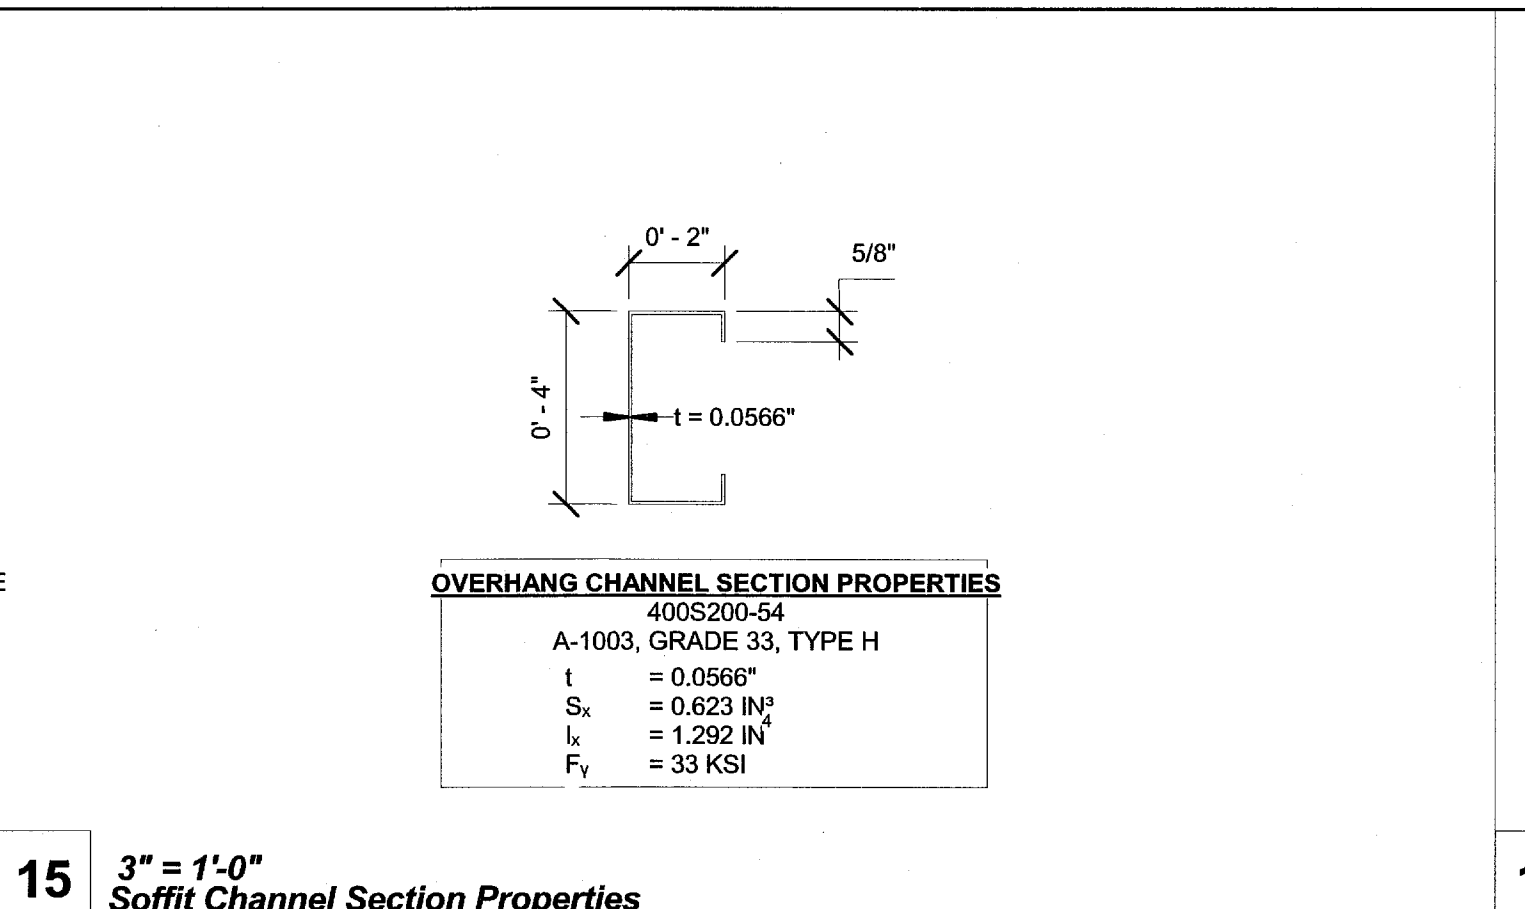 0' - 2"
5/8"
0' - 4"
t = 0.0566"
OVERHANG CHANNEL SECTION PROPERTIES
400S200-54
A-1003, GRADE 33, TYPE H
t = 0.0566"
Sx = 0.623 IN³
Ix = 1.292 IN⁴
Fy = 33 KSI
15
3" = 1'-0"
Soffit Channel Section Properties